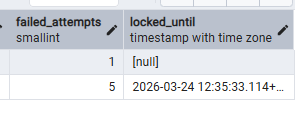 failed_attempts locked_until
smallint timestamp with time zone
1 [null]
5 2026-03-24 12:35:33.114+...